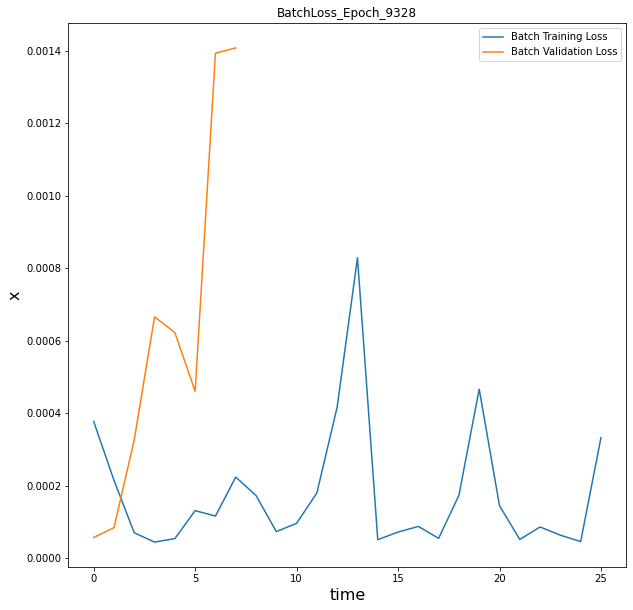 BatchLoss_Epoch_9328
Batch Training Loss
Batch Validation Loss
0.0014
0.0012
0.0010
0.0008
0.0006
0.0004
0.0002
0.0000
x
0 5 10 15 20 25
time